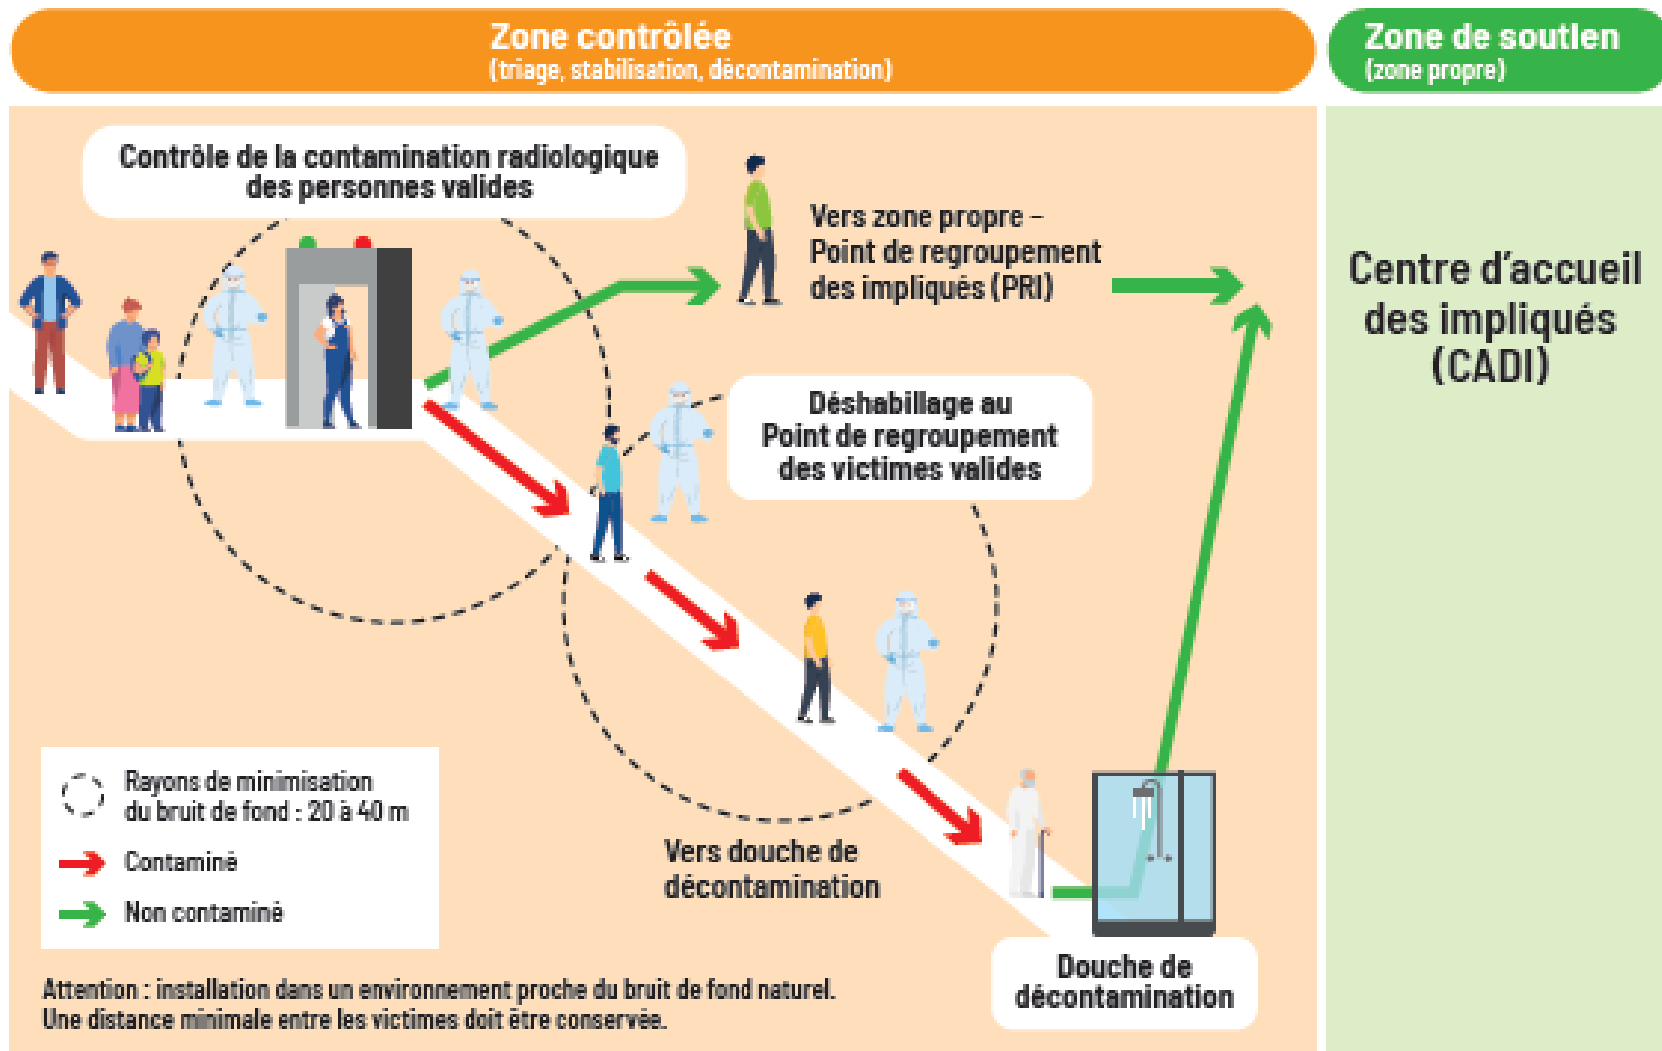 Zone contrôlée
(triage, stabilisation, décontamination)
Zone de soutien
(zone propre)
Contrôle de la contamination radiologique
des personnes valides
Vers zone propre –
Point de regroupement
des impliqués (PRI)
Centre d'accueil
des impliqués
(CADI)
Déshabillage au
Point de regroupement
des victimes valides
Rayons de minimisation
du bruit de fond : 20 à 40 m
Contaminé
Non contaminé
Vers douche de
décontamination
Douche de
décontamination
Attention : installation dans un environnement proche du bruit de fond naturel.
Une distance minimale entre les victimes doit être conservée.